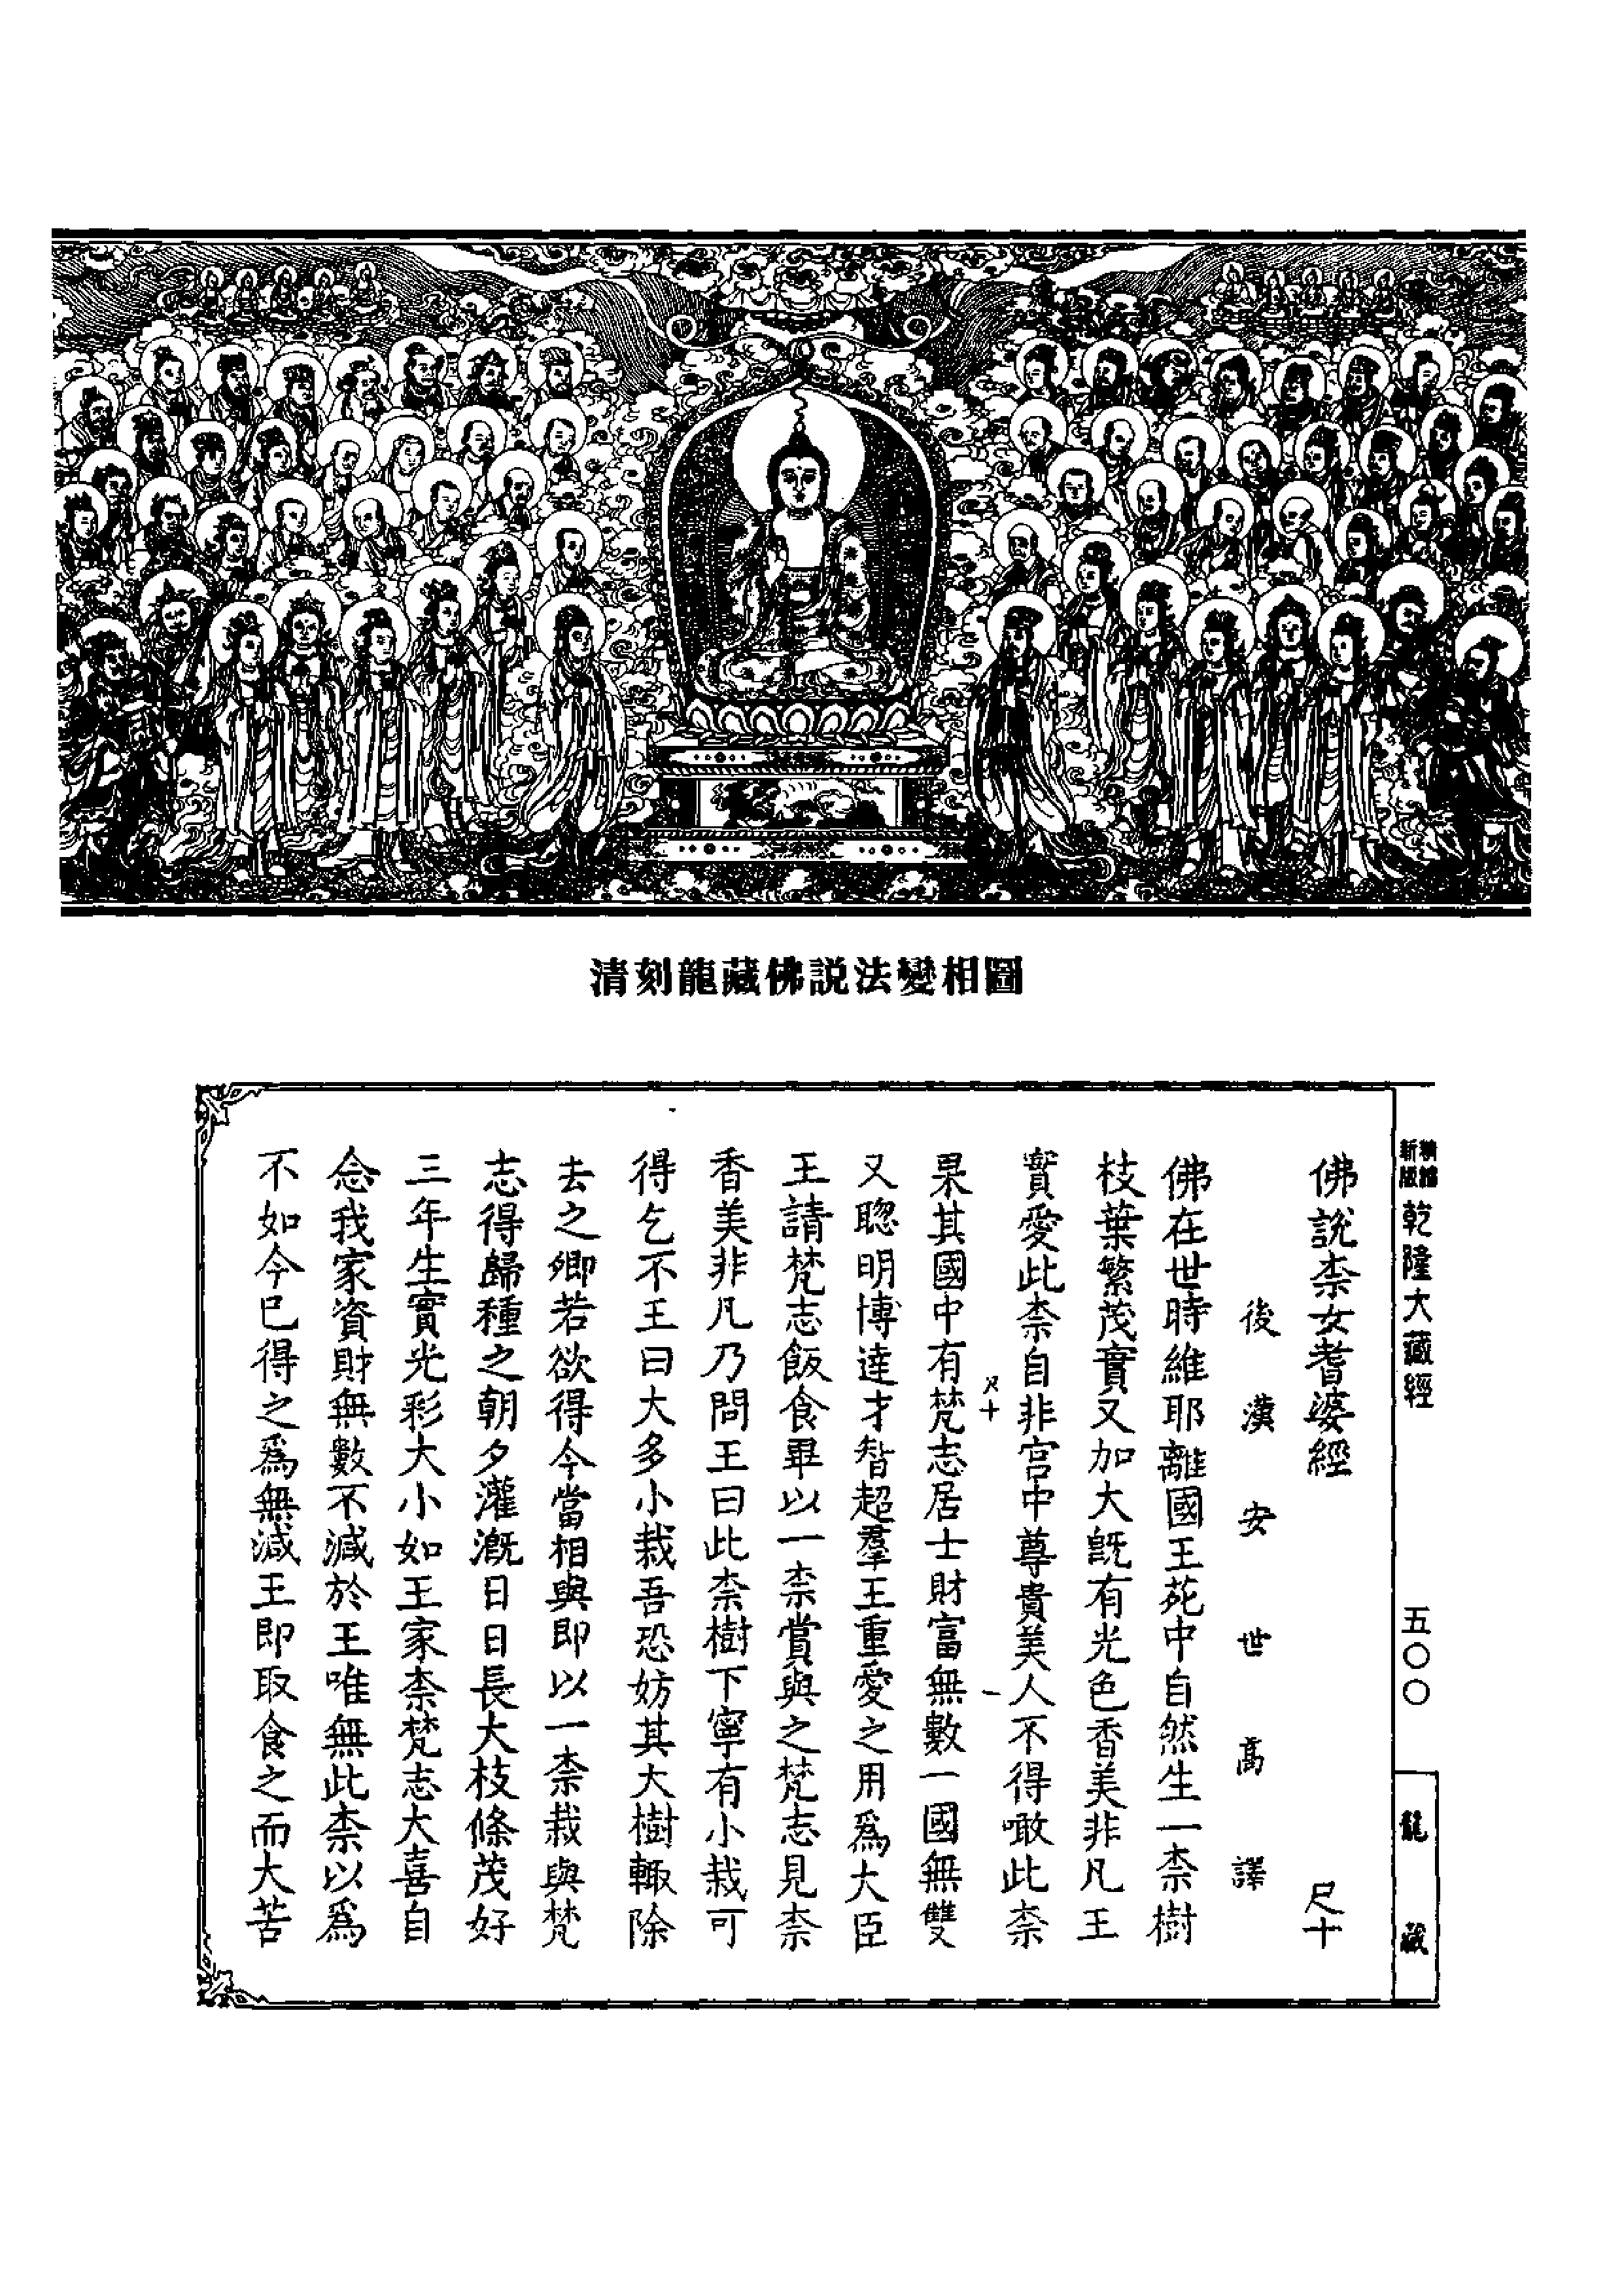 清刻龍藏佛説法變相圖
精縮新版 乾隆大藏經 五〇〇 龍藏
佛說柰女耆婆經 尺十
後漢安世高譯
佛在世時維耶離國王苑中自然生一柰樹
枝葉繁茂實又加大旣有光色香美非凡王
寳愛此柰自非宮中尊貴美人不得噉此柰
尺十 一
果其國中有梵志居士財富無數一國無雙
又聰明博達才智超羣王重愛之用爲大臣
王請梵志飯食畢以一柰賞與之梵志見柰
香美非凡乃問王曰此柰樹下寧有小栽可
得乞不王曰大多小栽吾恐妨其大樹輙除
去之卿若欲得今當相與即以一柰栽與梵
志得歸種之朝夕灌漑日日長大枝條茂好
三年生實光彩大小如王家柰梵志大喜自
念我家資財無數不減於王唯無此柰以爲
不如今已得之爲無減王即取食之而大苦